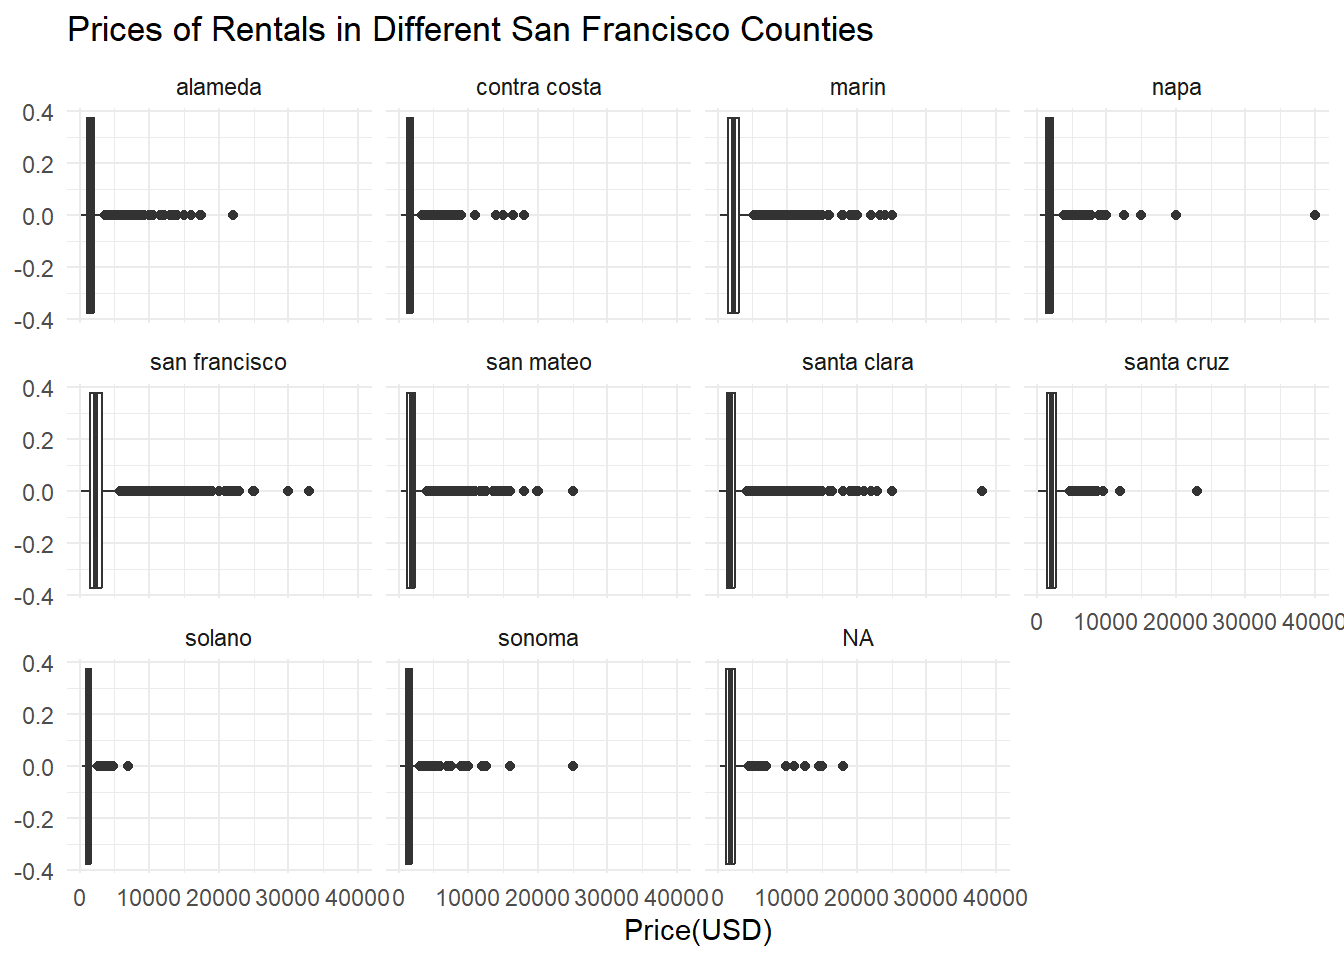 Prices of Rentals in Different San Francisco Counties
alameda contra costa marin napa
0.4
0.2
0.0
-0.2
-0.4
san francisco san mateo santa clara santa cruz
0.4
0.2
0.0
-0.2
-0.4
0 10000 20000 30000 40000
solano sonoma NA
0.4
0.2
0.0
-0.2
-0.4
0 10000 20000 30000 40000 0 10000 20000 30000 40000 0 10000 20000 30000 40000
Price(USD)